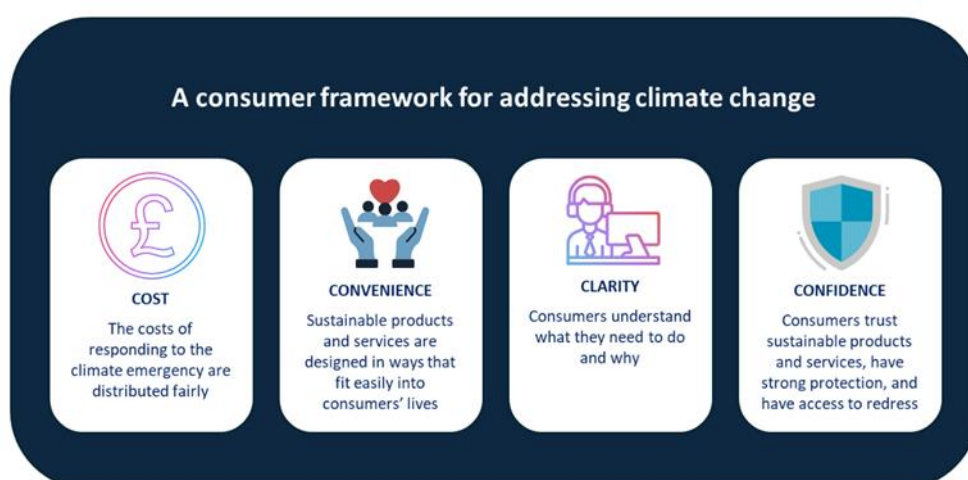 A consumer framework for addressing climate change
COST
The costs of
responding to the
climate emergency are
distributed fairly
CONVENIENCE
Sustainable products
and services are
designed in ways that
fit easily into
consumers' lives
CLARITY
Consumers understand
what they need to do
and why
CONFIDENCE
Consumers trust
sustainable products
and services, have
strong protection, and
have access to redress